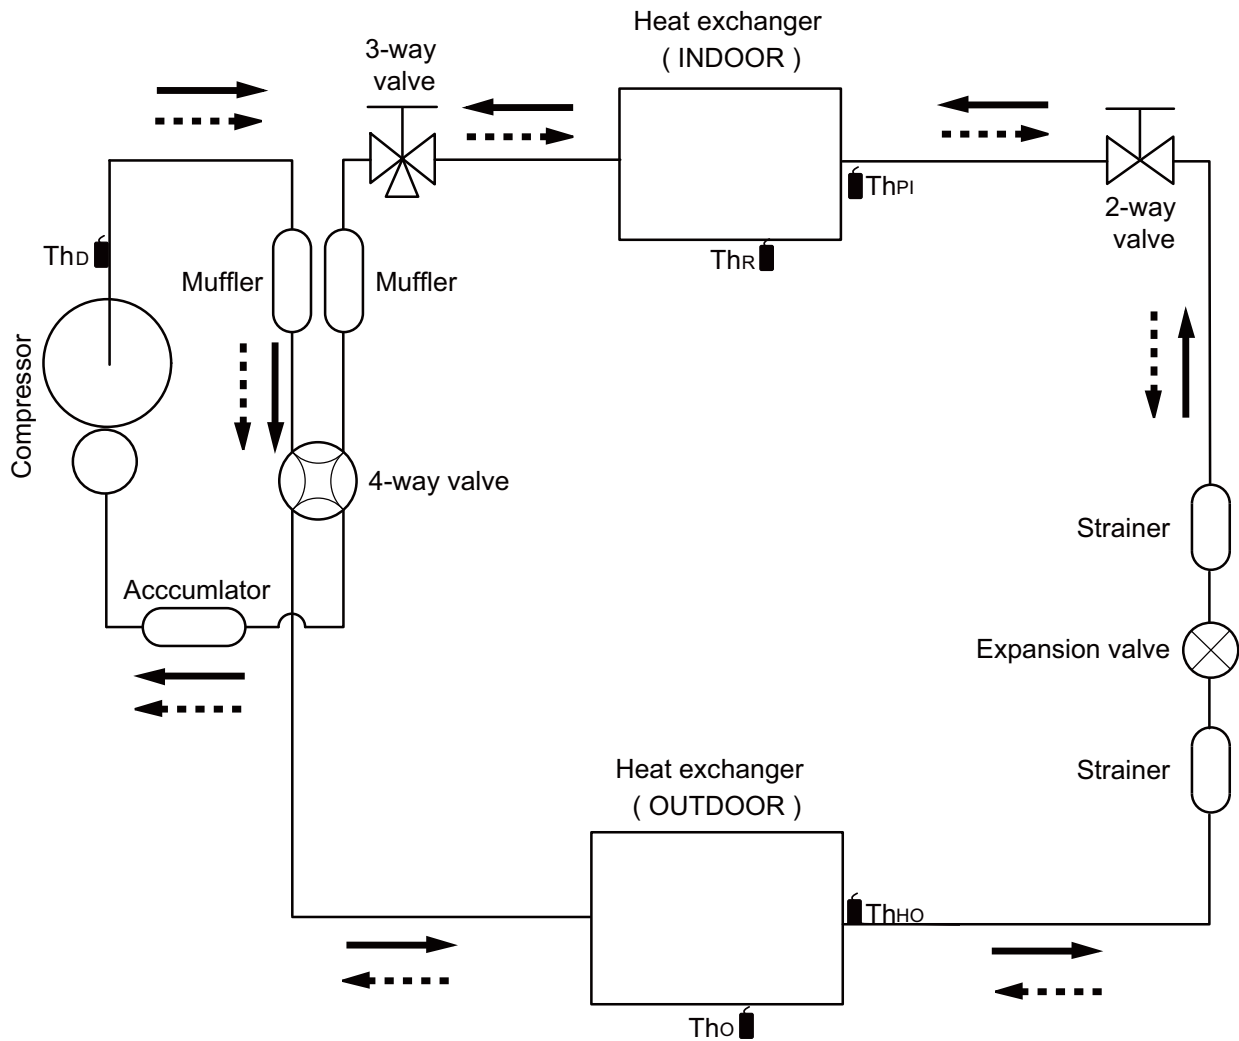 Heat exchanger
( INDOOR )
3-way
valve
ThPI
2-way
valve
ThD
ThR
Muffler
Muffler
Compressor
4-way valve
Strainer
Acccumlator
Expansion valve
Heat exchanger
( OUTDOOR )
Strainer
ThHO
ThO